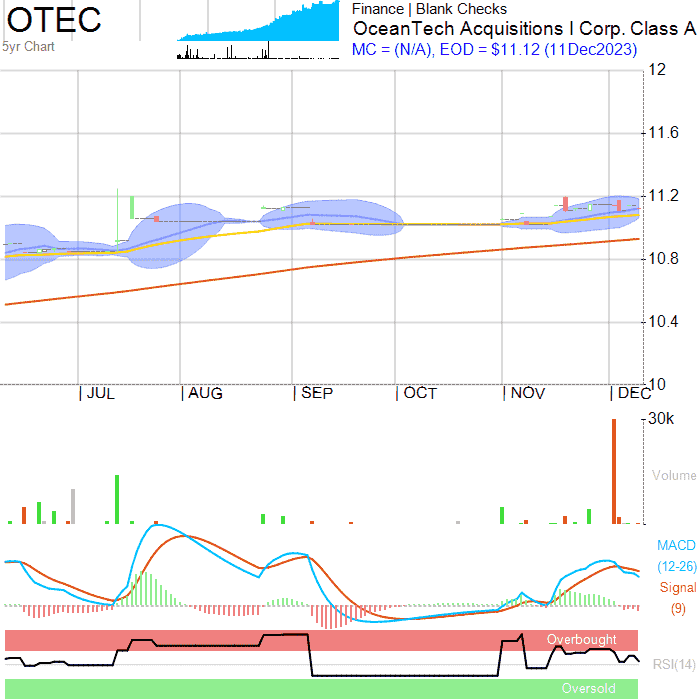 OTEC
5yr Chart
Finance | Blank Checks
OceanTech Acquisitions I Corp. Class A
MC = (N/A), EOD = $11.12 (11Dec2023)
12
11.6
11.2
10.8
10.4
10
| JUL | AUG | SEP | OCT | NOV | DEC
30k
Volume
MACD
(12-26)
Signal
(9)
Overbought
RSI(14)
Oversold